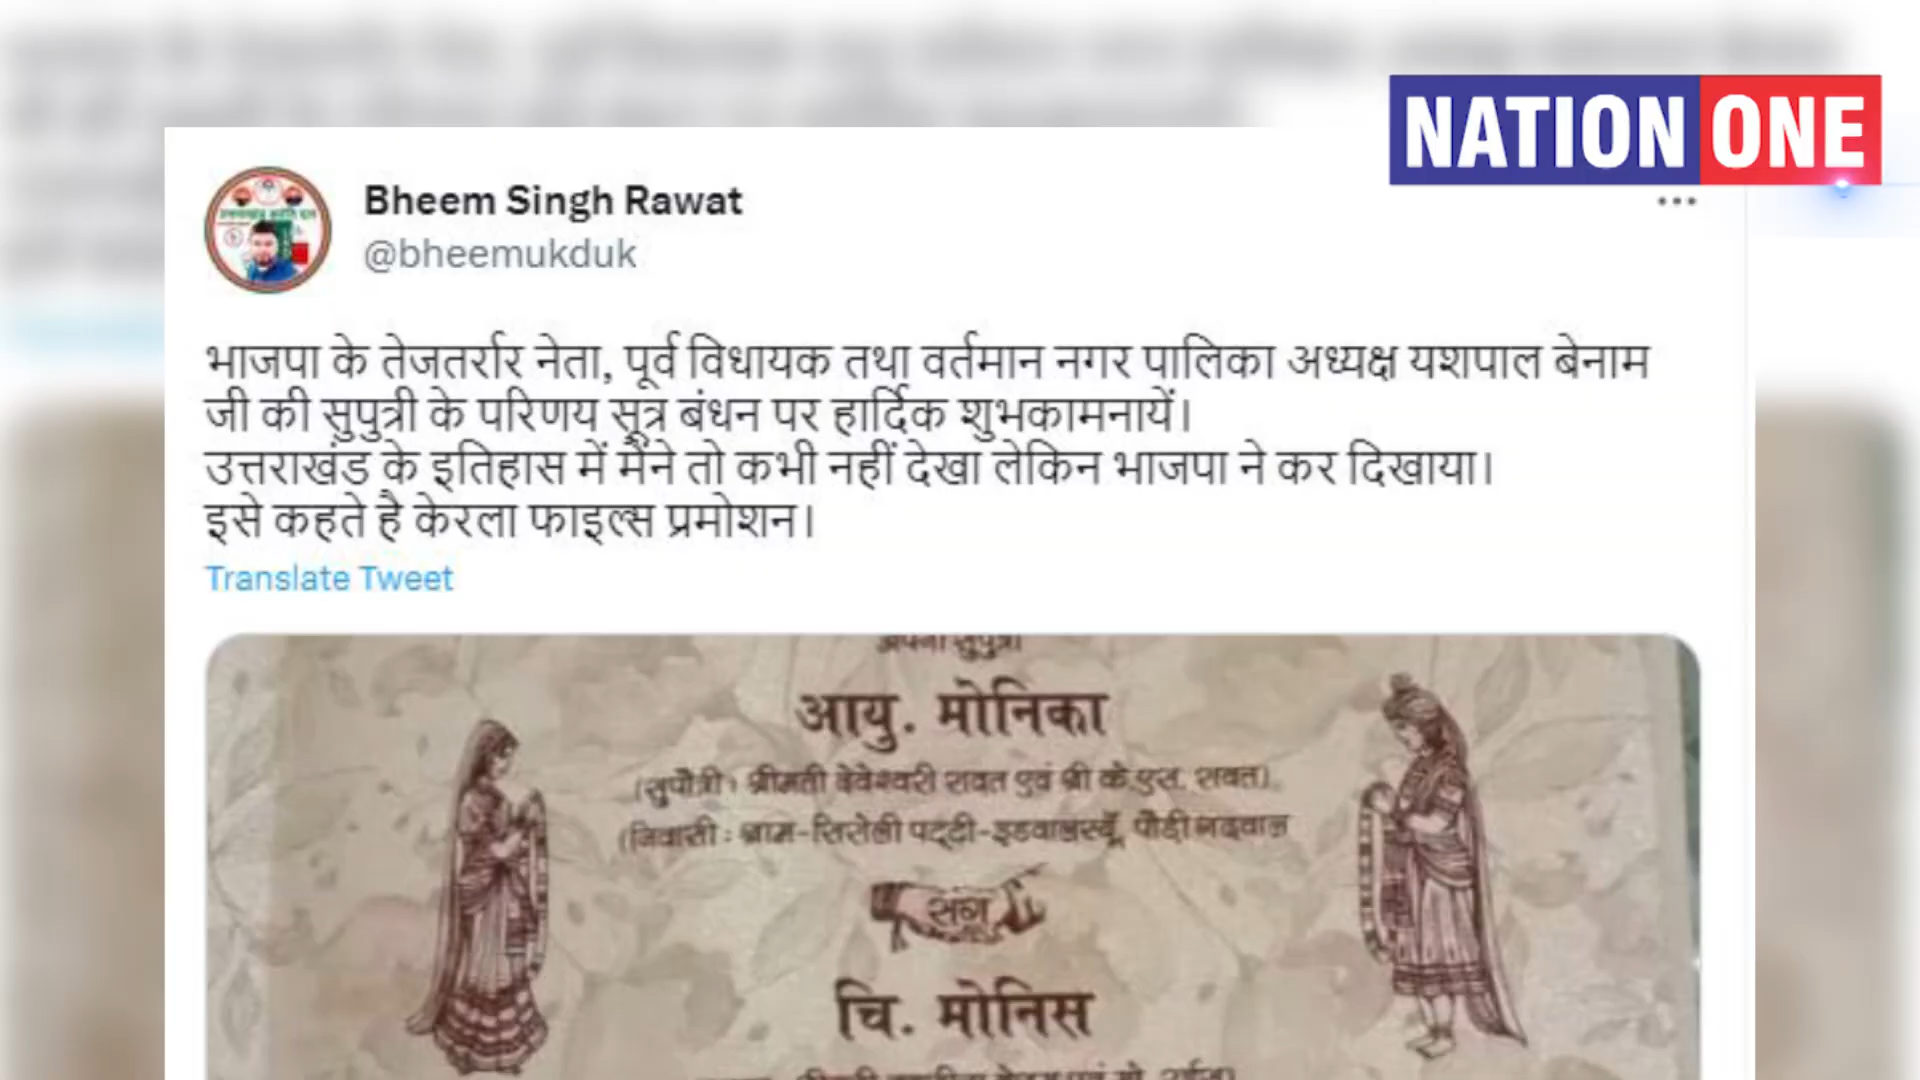 NATION ONE
Bheem Singh Rawat
@bheemukduk
भाजपा के तेजतर्रार नेता, पूर्व विधायक तथा वर्तमान नगर पालिका अध्यक्ष यशपाल बेनाम
जी की सुपुत्री के परिणय सूत्र बंधन पर हार्दिक शुभकामनायें।
उत्तराखंड के इतिहास में मैंने तो कभी नहीं देखा लेकिन भाजपा ने कर दिखाया।
इसे कहते है केरला फाइल्स प्रमोशन।
Translate Tweet
अपनी सुपुत्री
आयु. मोनिका
(सुपौत्री : श्रीमती देवेश्वरी रावत एवं श्री के.एस. रावत)
(निवासी : ग्राम-सिरोली पट्टी-इडवालस्यूँ, पौड़ी गढ़वाल
संग
चि. मोनिस